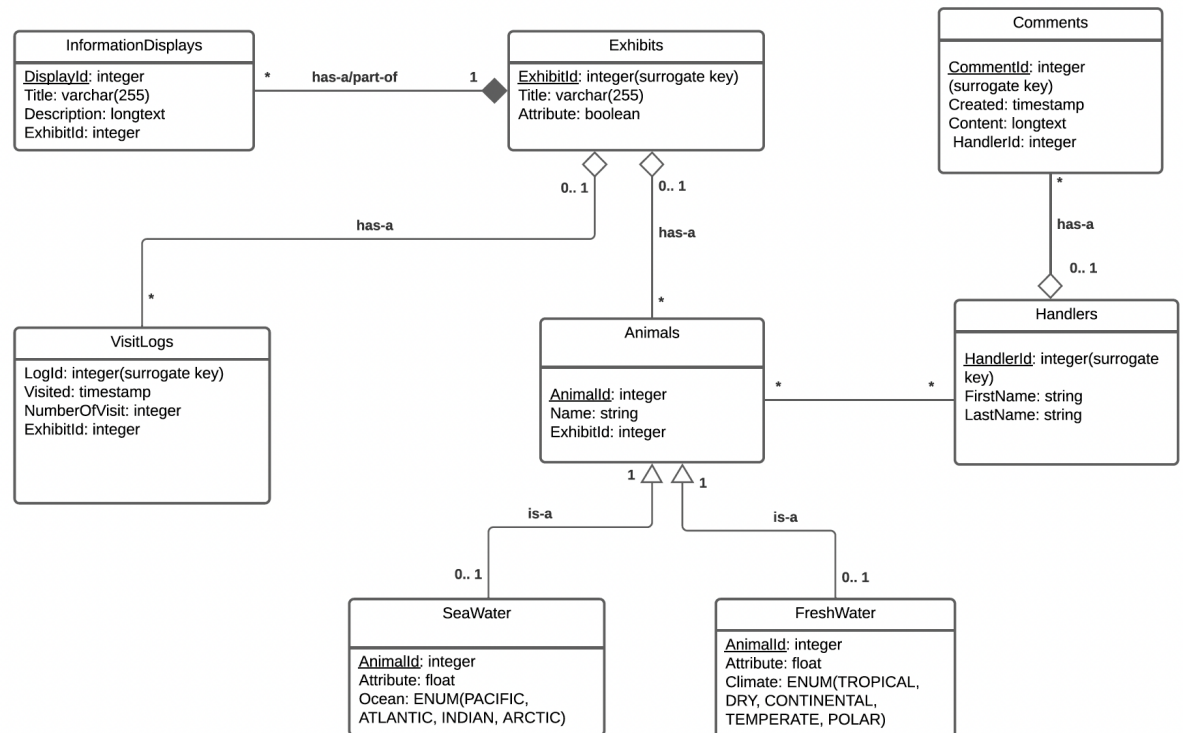 InformationDisplays
DisplayId: integer
Title: varchar(255)
Description: longtext
ExhibitId: integer
*
has-a/part-of
1
Exhibits
ExhibitId: integer(surrogate key)
Title: varchar(255)
Attribute: boolean
Comments
CommentId: integer
(surrogate key)
Created: timestamp
Content: longtext
HandlerId: integer
0.. 1
0.. 1
*
has-a
has-a
has-a
0.. 1
*
*
VisitLogs
LogId: integer(surrogate key)
Visited: timestamp
NumberOfVisit: integer
ExhibitId: integer
Animals
AnimalId: integer
Name: string
ExhibitId: integer
*
*
Handlers
HandlerId: integer(surrogate
key)
FirstName: string
LastName: string
1
1
is-a
is-a
0.. 1
0.. 1
SeaWater
AnimalId: integer
Attribute: float
Ocean: ENUM(PACIFIC,
ATLANTIC, INDIAN, ARCTIC)
FreshWater
AnimalId: integer
Attribute: float
Climate: ENUM(TROPICAL,
DRY, CONTINENTAL,
TEMPERATE, POLAR)